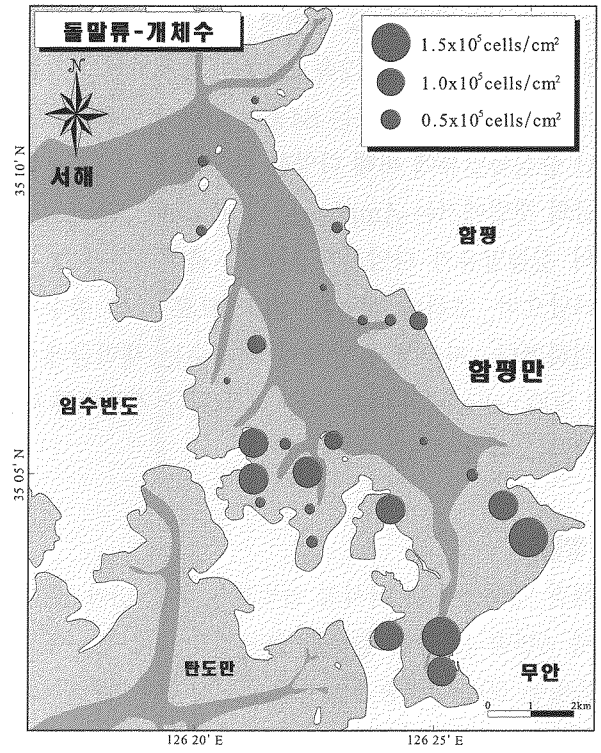 돌말류-개체수
1.5x10⁵cells/cm²
1.0x10⁵cells/cm²
0.5x10⁵cells/cm²
N
서해
35 10' N
함평
함평만
임수반도
35 05' N
탄도만
무안
0 1 2km
126 20' E
126 25' E